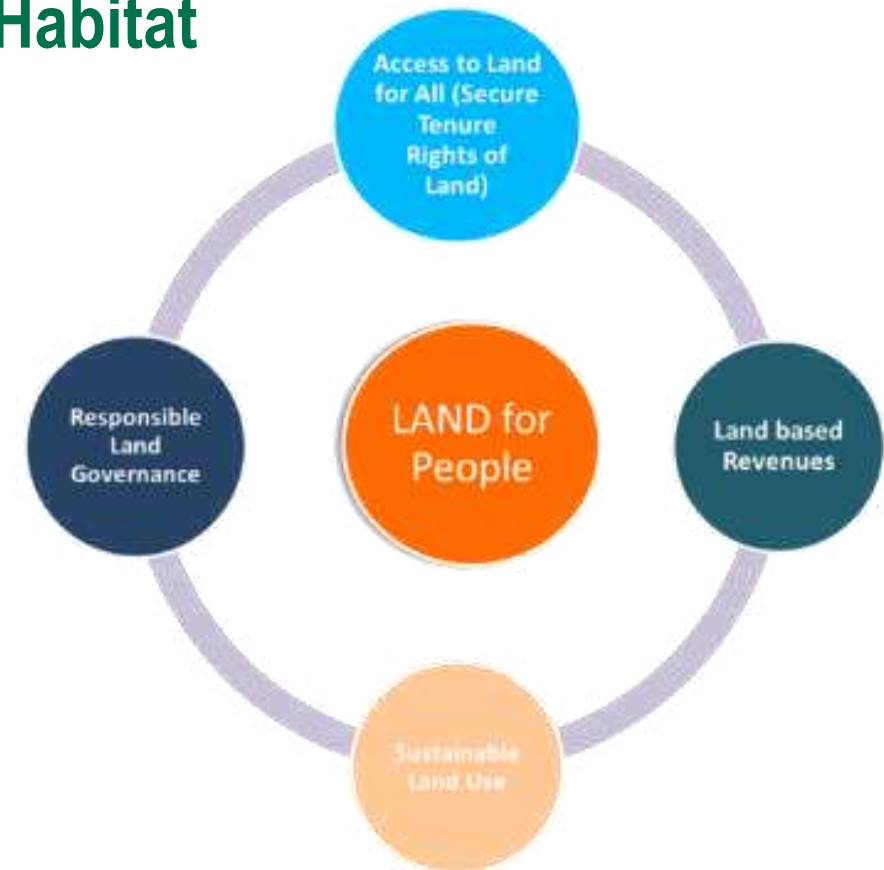 Habitat
Access to Land
for All (Secure
Tenure
Rights of
Land)
Responsible
Land
Governance
LAND for
People
Land based
Revenues
Sustainable
Land Use